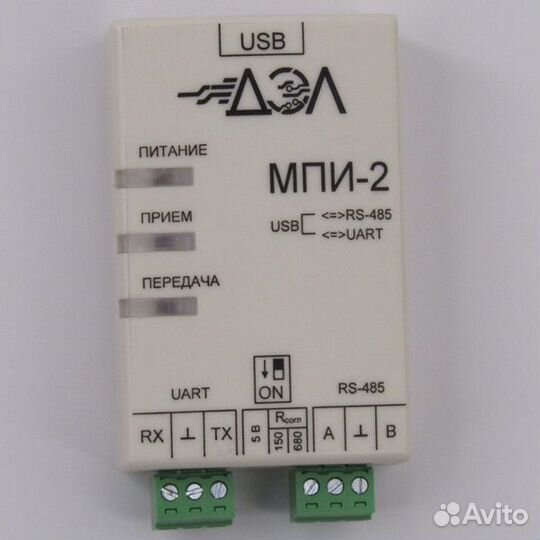 USB
ДЭЛ
ПИТАНИЕ
МПИ-2
ПРИЕМ
USB <=>RS-485
<=>UART
ПЕРЕДАЧА
UART
ON
RS-485
RX ⊥ TX
5 В
Rсогл
150
680
A ⊥ B
Avito